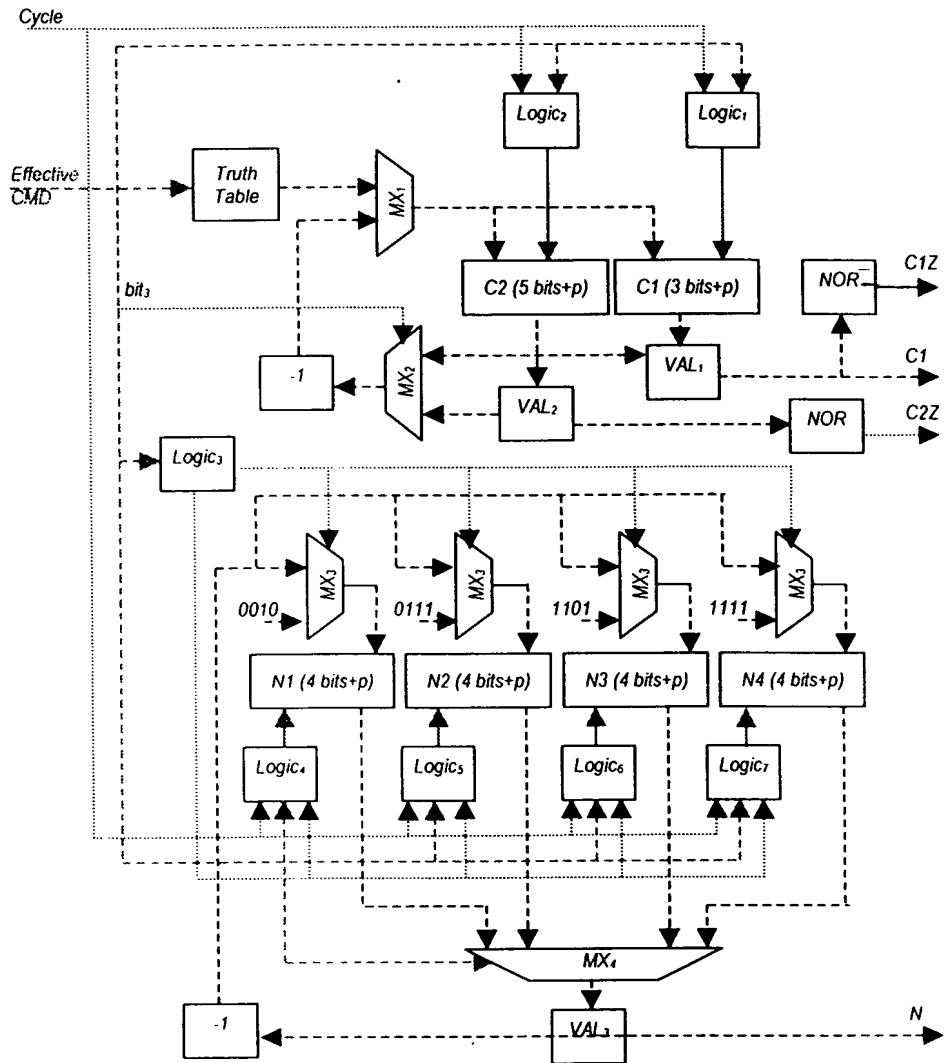 Cycle
Logic₂
Logic₁
Effective
CMD
Truth
Table
MX₁
bit₃
C2 (5 bits+p)
C1 (3 bits+p)
NOR
C1Z
-1
MX₂
VAL₁
C1
VAL₂
NOR
C2Z
Logic₃
MX₃
MX₃
MX₃
MX₃
0010
0111
1101
1111
N1 (4 bits+p)
N2 (4 bits+p)
N3 (4 bits+p)
N4 (4 bits+p)
Logic₄
Logic₅
Logic₆
Logic₇
MX₄
-1
VAL₃
N